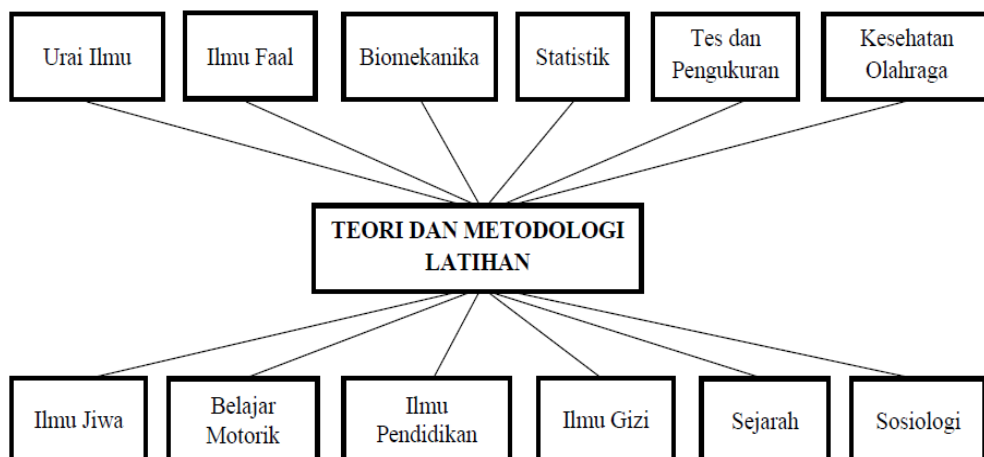 Urai Ilmu
Ilmu Faal
Biomekanika
Statistik
Tes dan
Pengukuran
Kesehatan
Olahraga
TEORI DAN METODOLOGI
LATIHAN
Ilmu Jiwa
Belajar
Motorik
Ilmu
Pendidikan
Ilmu Gizi
Sejarah
Sosiologi